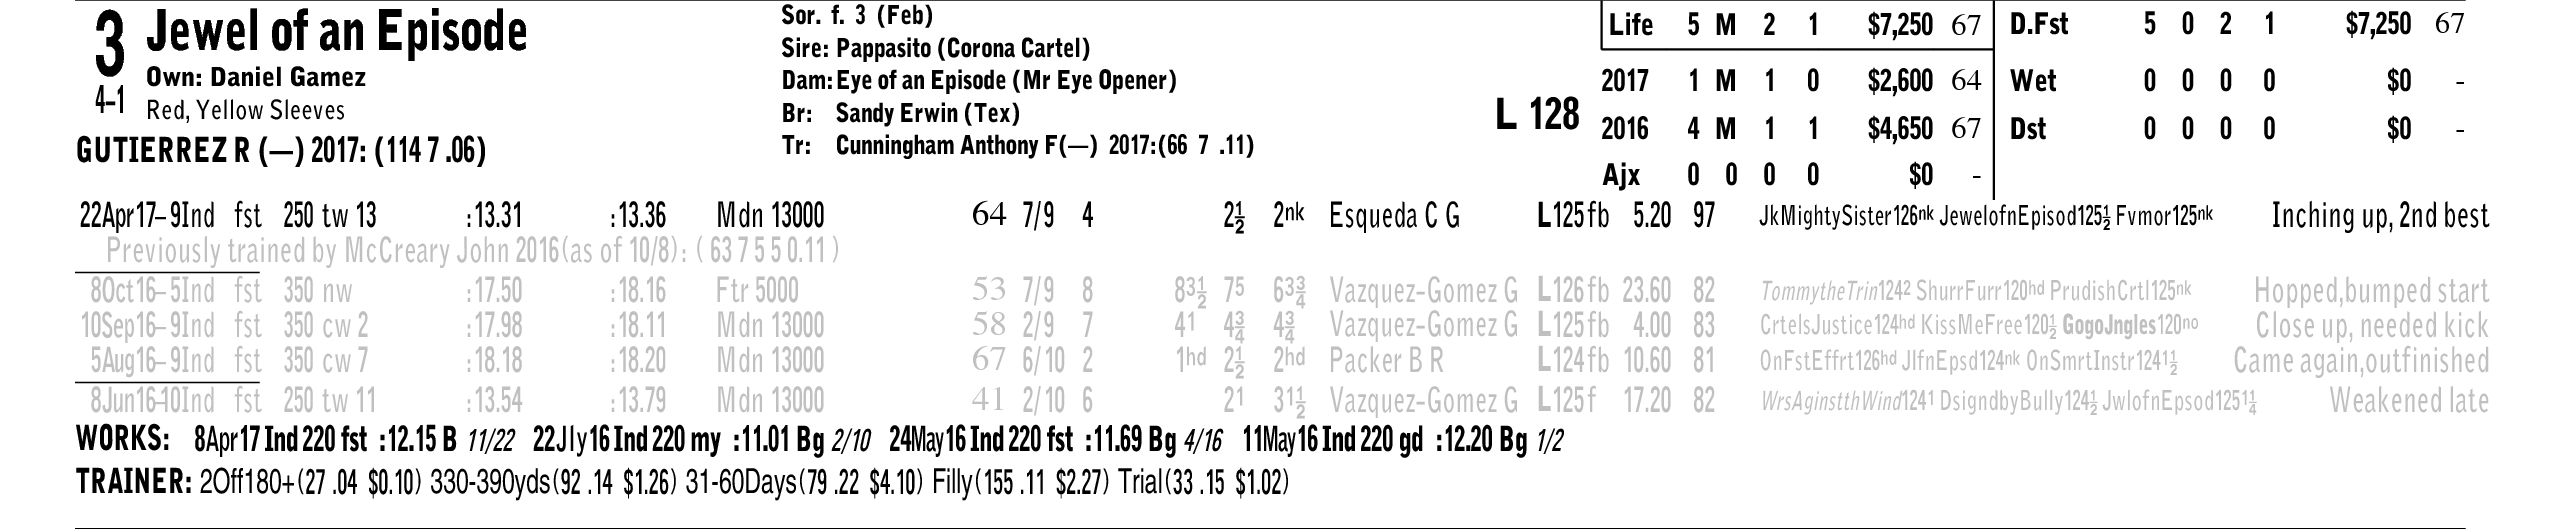 3 Jewel of an Episode
Own: Daniel Gamez
4-1 Red, Yellow Sleeves
GUTIERREZ R (—) 2017: (114 7 .06)
Sor. f. 3 (Feb)
Sire: Pappasito (Corona Cartel)
Dam: Eye of an Episode (Mr Eye Opener)
Br: Sandy Erwin (Tex)
Tr: Cunningham Anthony F(—) 2017:(66 7 .11)
L 128
Life 5 M 2 1 $7,250 67 D.Fst 5 0 2 1 $7,250 67
2017 1 M 1 0 $2,600 64 Wet 0 0 0 0 $0 -
2016 4 M 1 1 $4,650 67 Dst 0 0 0 0 $0 -
Ajx 0 0 0 0 $0 -
22Apr17-9Ind fst 250 tw 13 :13.31 :13.36 Mdn 13000 64 7/9 4 2½ 2nk Esqueda C G L125fb 5.20 97 JkMightySister126nk JewelofnEpisod125½ Fvmor125nk Inching up, 2nd best
Previously trained by McCreary John 2016(as of 10/8): ( 63 7 5 5 0.11 )
8Oct16-5Ind fst 350 nw :17.50 :18.16 Ftr 5000 53 7/9 8 83½ 75 63¾ Vazquez-Gomez G L126fb 23.60 82 TommytheTrin1242 ShurrFurr120hd PrudishCrtl125nk Hopped,bumped start
10Sep16-9Ind fst 350 cw 2 :17.98 :18.11 Mdn 13000 58 2/9 7 41 4¾ 4¾ Vazquez-Gomez G L125fb 4.00 83 CrtelsJustice124hd KissMeFree120½ GogoJngles120no Close up, needed kick
5Aug16-9Ind fst 350 cw 7 :18.18 :18.20 Mdn 13000 67 6/10 2 1hd 2½ 2hd Packer B R L124fb 10.60 81 OnFstEffrt126hd JlfnEpsd124nk OnSmrtInstr1241½ Came again,outfinished
8Jun16-10Ind fst 250 tw 11 :13.54 :13.79 Mdn 13000 41 2/10 6 21 31½ Vazquez-Gomez G L125f 17.20 82 WrsAginstthWind1241 DsigndbyBully124½ JwlofnEpsod1251¼ Weakened late
WORKS: 8Apr17 Ind 220 fst :12.15 B 11/22 22Jly16 Ind 220 my :11.01 Bg 2/10 24May16 Ind 220 fst :11.69 Bg 4/16 11May16 Ind 220 gd :12.20 Bg 1/2
TRAINER: 2Off180+(27 .04 $0.10) 330-390yds(92 .14 $1.26) 31-60Days(79 .22 $4.10) Filly(155 .11 $2.27) Trial(33 .15 $1.02)